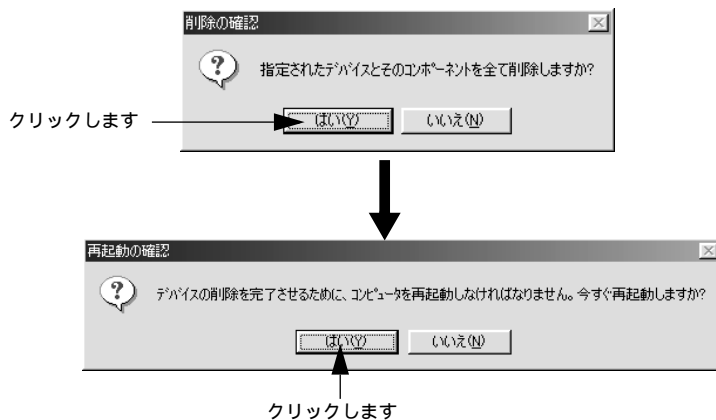 削除の確認
指定されたﾃﾞﾊﾞｲｽとそのｺﾝﾎﾟｰﾈﾝﾄを全て削除しますか?
クリックします
はい(Y)
いいえ(N)
再起動の確認
ﾃﾞﾊﾞｲｽの削除を完了させるために、ｺﾝﾋﾟｭｰﾀを再起動しなければなりません。今すぐ再起動しますか?
はい(Y)
いいえ(N)
クリックします